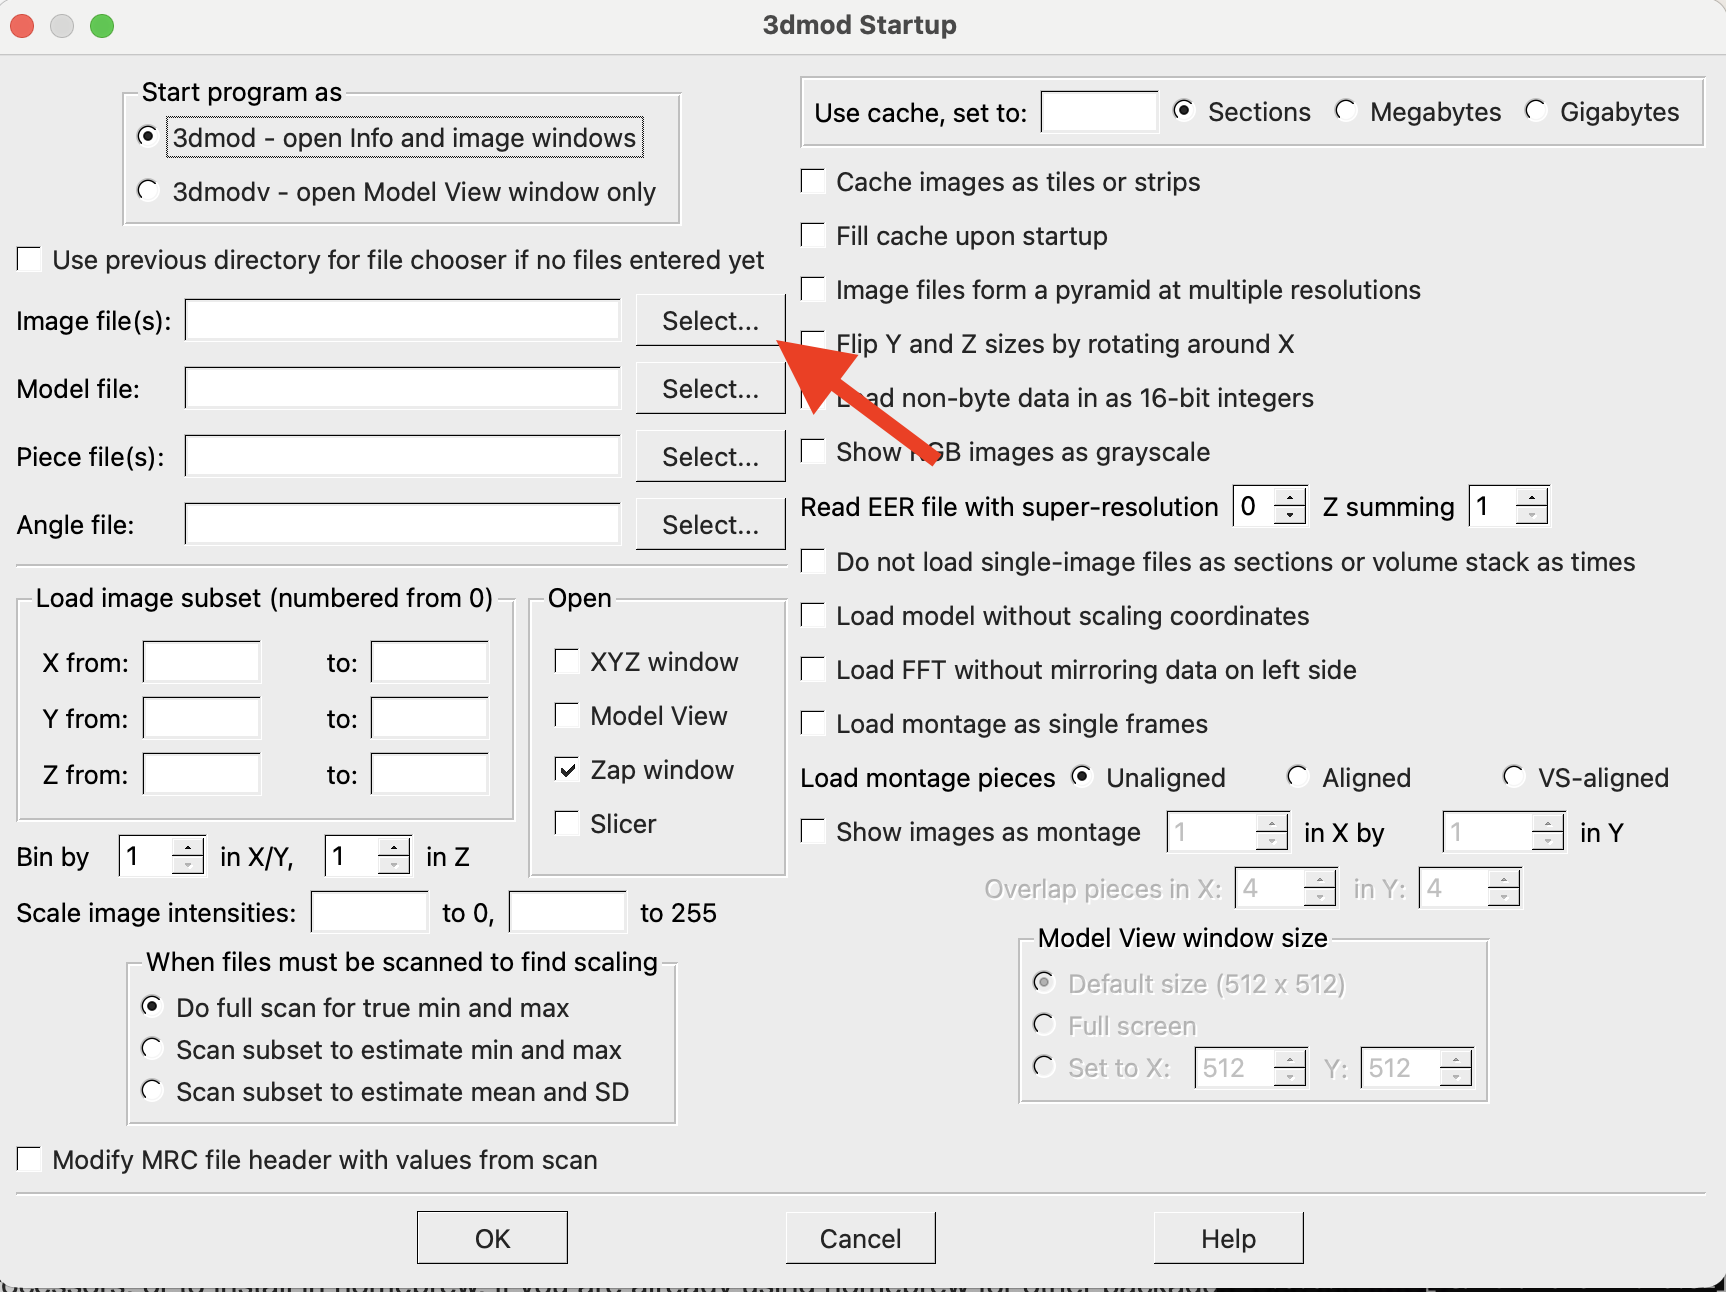 3dmod Startup
Start program as
3dmod - open Info and image windows
3dmodv - open Model View window only
Use previous directory for file chooser if no files entered yet
Image file(s): Select...
Model file: Select...
Piece file(s): Select...
Angle file: Select...
Load image subset (numbered from 0)
X from: to:
Y from: to:
Z from: to:
Open
XYZ window
Model View
Zap window
Slicer
Bin by 1 in X/Y, 1 in Z
Scale image intensities: to 0, to 255
When files must be scanned to find scaling
Do full scan for true min and max
Scan subset to estimate min and max
Scan subset to estimate mean and SD
Modify MRC file header with values from scan
Use cache, set to: Sections Megabytes Gigabytes
Cache images as tiles or strips
Fill cache upon startup
Image files form a pyramid at multiple resolutions
Flip Y and Z sizes by rotating around X
Load non-byte data in as 16-bit integers
Show RGB images as grayscale
Read EER file with super-resolution 0 Z summing 1
Do not load single-image files as sections or volume stack as times
Load model without scaling coordinates
Load FFT without mirroring data on left side
Load montage as single frames
Load montage pieces Unaligned Aligned VS-aligned
Show images as montage 1 in X by 1 in Y
Overlap pieces in X: 4 in Y: 4
Model View window size
Default size (512 x 512)
Full screen
Set to X: 512 Y: 512
OK Cancel Help